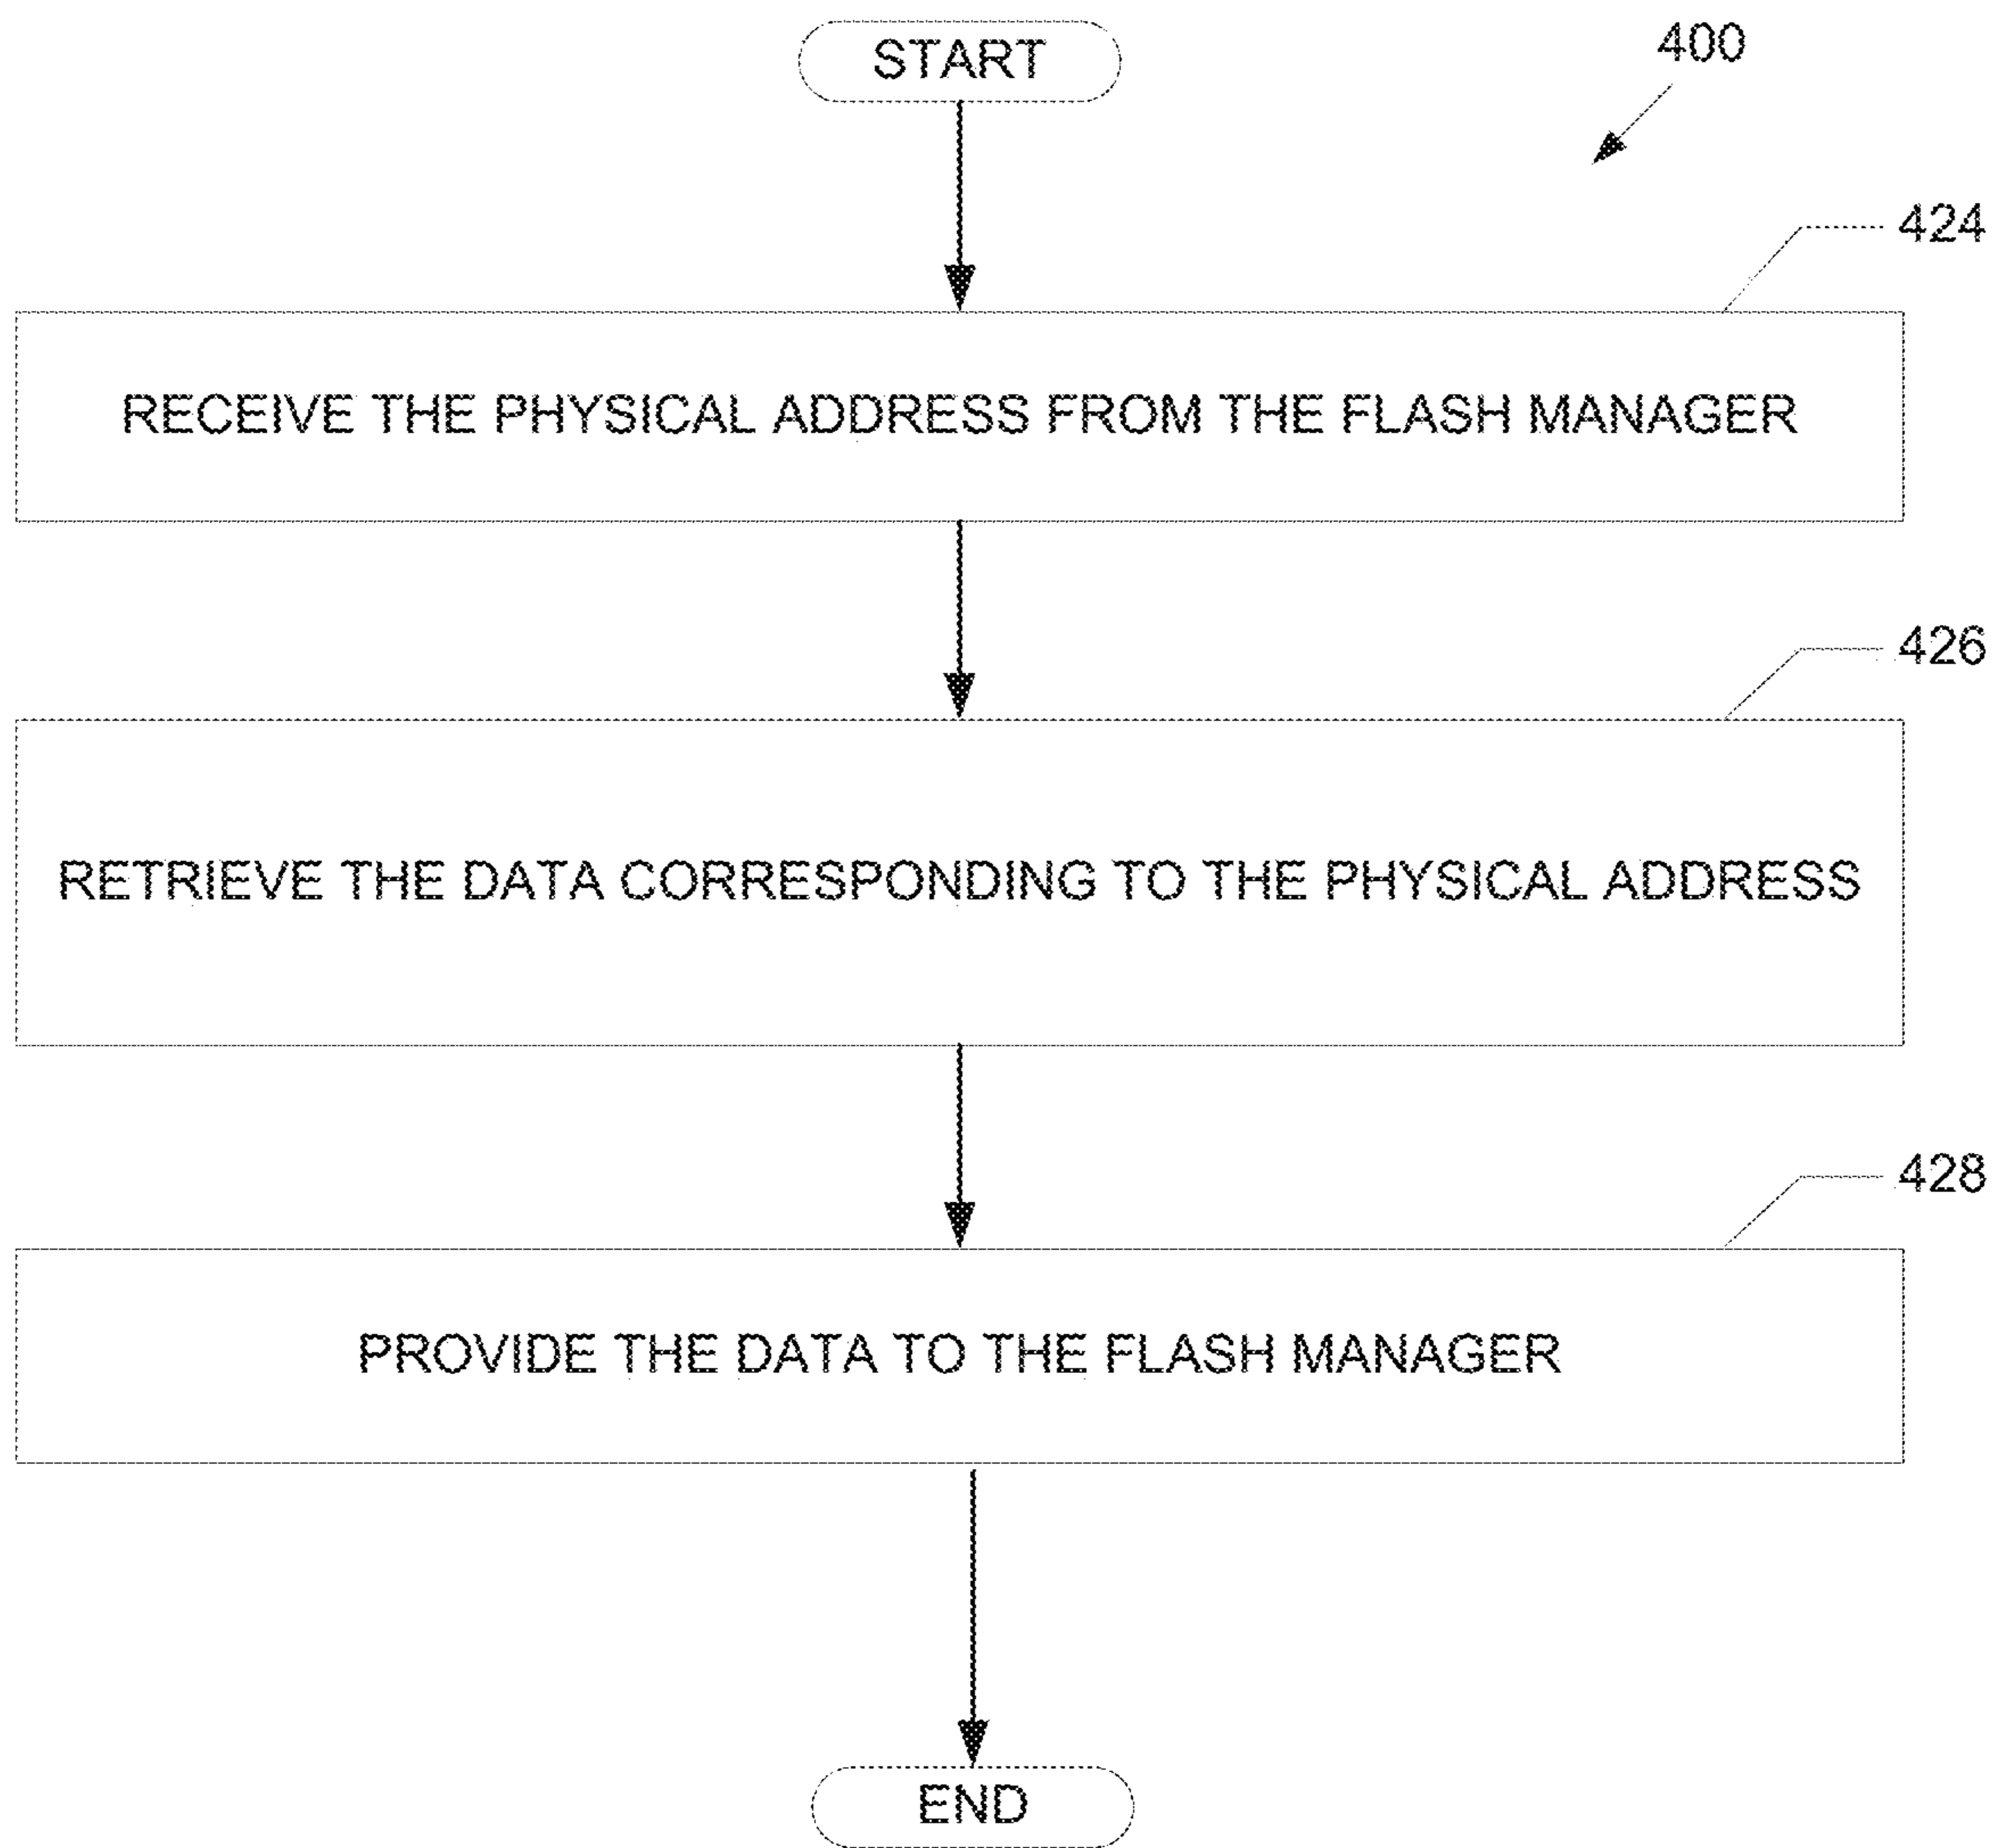 START
400
424
RECEIVE THE PHYSICAL ADDRESS FROM THE FLASH MANAGER
426
RETRIEVE THE DATA CORRESPONDING TO THE PHYSICAL ADDRESS
428
PROVIDE THE DATA TO THE FLASH MANAGER
END